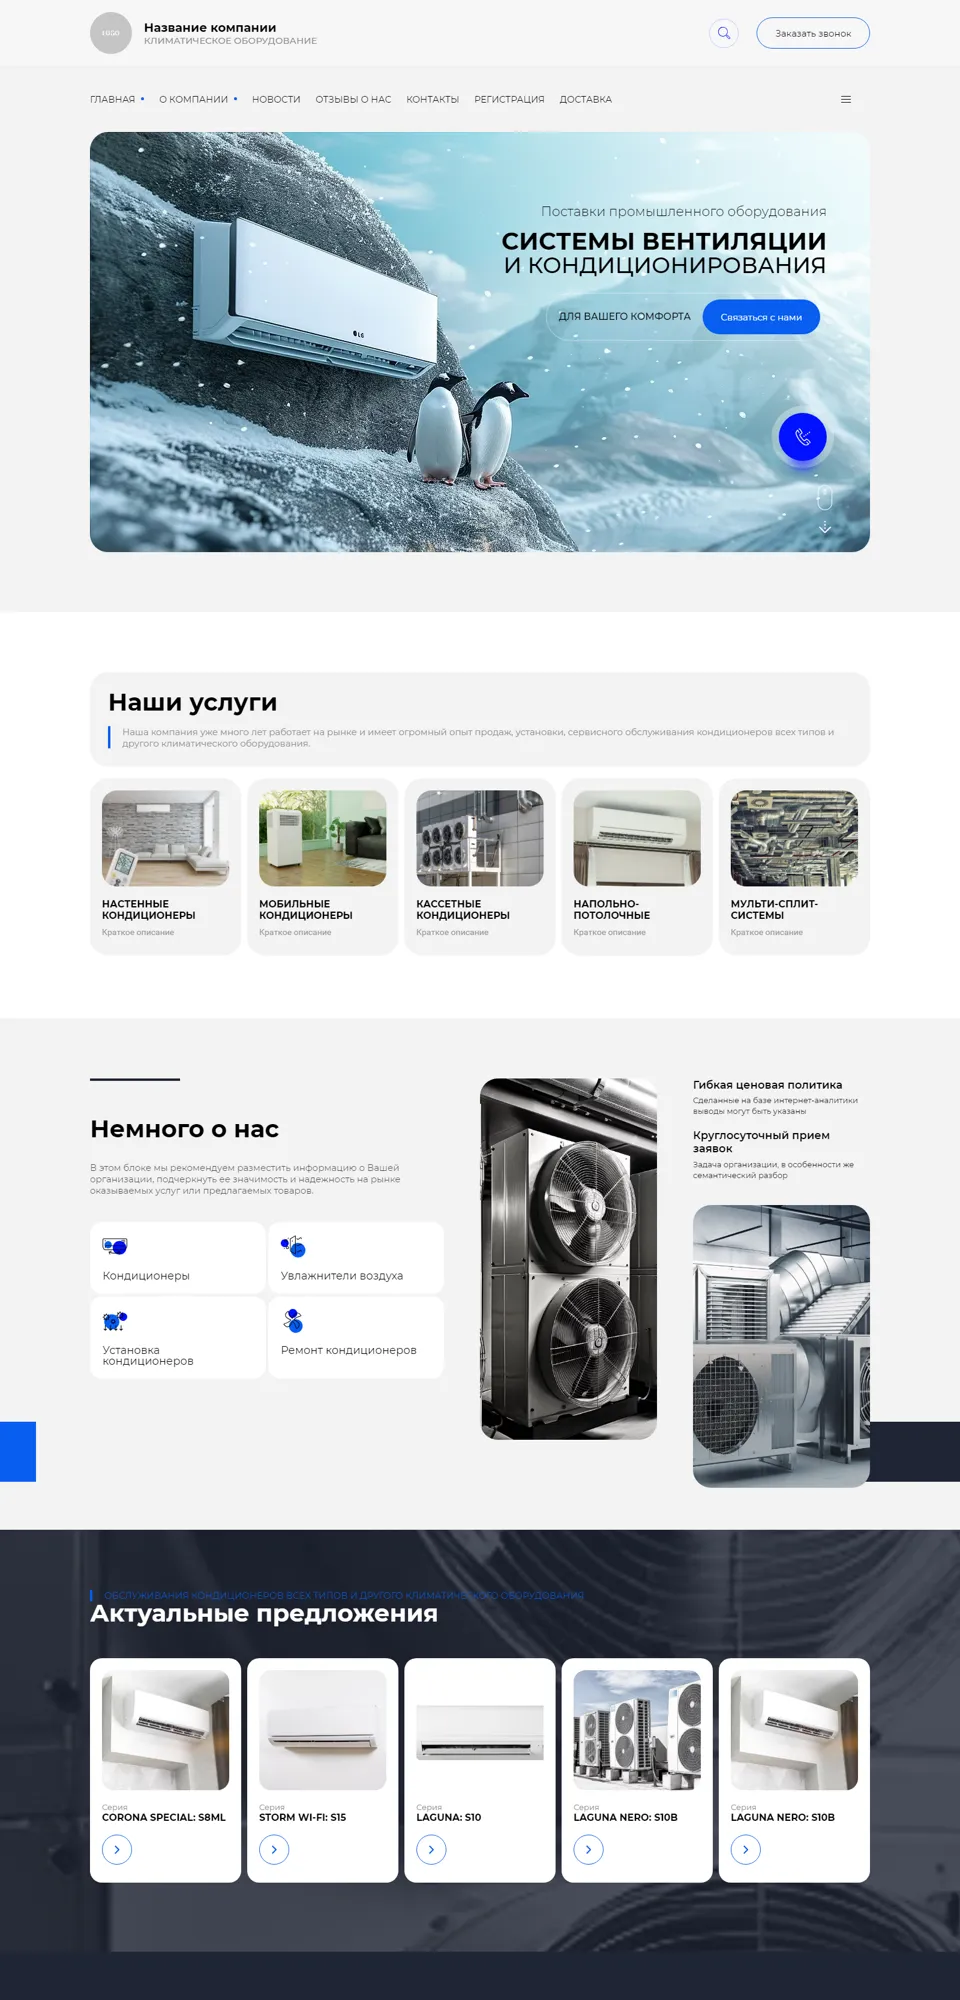 LOGO
Название компании
КЛИМАТИЧЕСКОЕ ОБОРУДОВАНИЕ
Заказать звонок
ГЛАВНАЯ О КОМПАНИИ НОВОСТИ ОТЗЫВЫ О НАС КОНТАКТЫ РЕГИСТРАЦИЯ ДОСТАВКА
Поставки промышленного оборудования
СИСТЕМЫ ВЕНТИЛЯЦИИ
И КОНДИЦИОНИРОВАНИЯ
ДЛЯ ВАШЕГО КОМФОРТА
Связаться с нами
LG
Наши услуги
Наша компания уже много лет работает на рынке и имеет огромный опыт продаж, установки, сервисного обслуживания кондиционеров всех типов и
другого климатического оборудования.
НАСТЕННЫЕ
КОНДИЦИОНЕРЫ
Краткое описание
МОБИЛЬНЫЕ
КОНДИЦИОНЕРЫ
Краткое описание
КАССЕТНЫЕ
КОНДИЦИОНЕРЫ
Краткое описание
НАПОЛЬНО-
ПОТОЛОЧНЫЕ
Краткое описание
МУЛЬТИ-СПЛИТ-
СИСТЕМЫ
Краткое описание
Немного о нас
В этом блоке мы рекомендуем разместить информацию о Вашей
организации, подчеркнуть ее значимость и надежность на рынке
оказываемых услуг или предлагаемых товаров.
Кондиционеры
Увлажнители воздуха
Установка
кондиционеров
Ремонт кондиционеров
Гибкая ценовая политика
Сделанные на базе интернет-аналитики
выводы могут быть указаны
Круглосуточный прием
заявок
Задача организации, в особенности же
семантический разбор
ОБСЛУЖИВАНИЯ КОНДИЦИОНЕРОВ ВСЕХ ТИПОВ И ДРУГОГО КЛИМАТИЧЕСКОГО ОБОРУДОВАНИЯ
Актуальные предложения
Серия
CORONA SPECIAL: S8ML
Серия
STORM WI-FI: S15
Серия
LAGUNA: S10
Серия
LAGUNA NERO: S10B
Серия
LAGUNA NERO: S10B